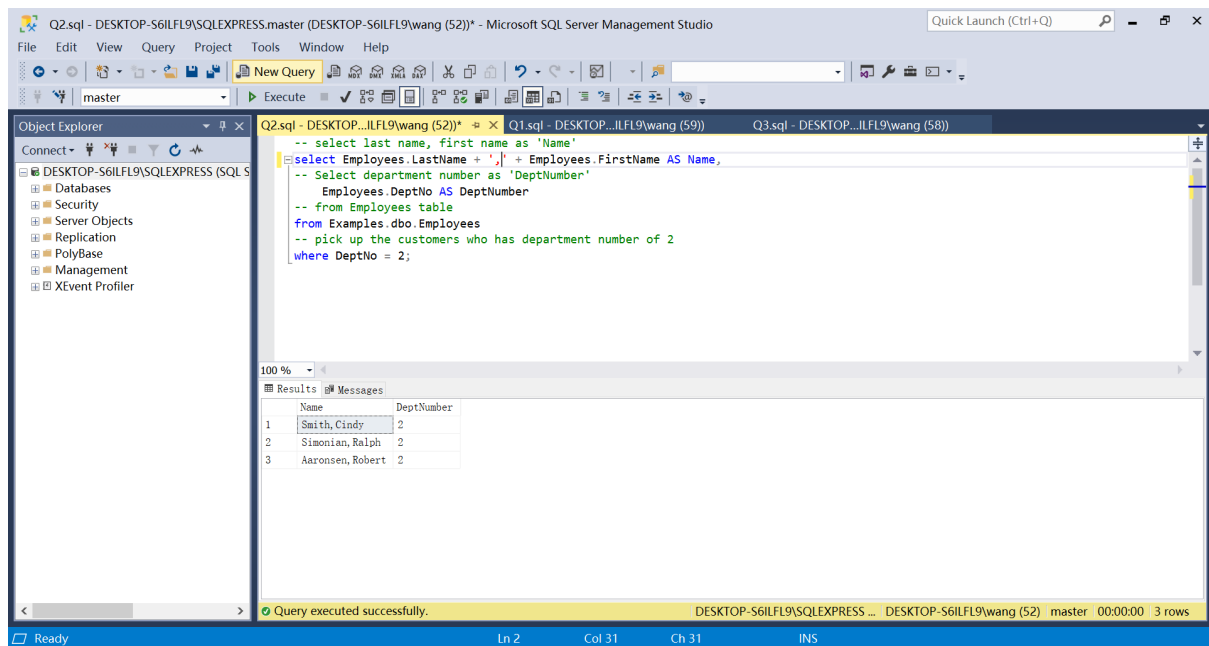 Q2.sql - DESKTOP-S6ILFL9\SQLEXPRESS.master (DESKTOP-S6ILFL9\wang (52))* - Microsoft SQL Server Management Studio
Quick Launch (Ctrl+Q)
File Edit View Query Project Tools Window Help
New Query
master
Execute
Object Explorer
Q2.sql - DESKTOP...ILFL9\wang (52))* Q1.sql - DESKTOP...ILFL9\wang (59)) Q3.sql - DESKTOP...ILFL9\wang (58))
Connect
DESKTOP-S6ILFL9\SQLEXPRESS (SQL S
Databases
Security
Server Objects
Replication
PolyBase
Management
XEvent Profiler
-- select last name, first name as 'Name'
select Employees.LastName + ',' + Employees.FirstName AS Name,
-- Select department number as 'DeptNumber'
Employees.DeptNo AS DeptNumber
-- from Employees table
from Examples.dbo.Employees
-- pick up the customers who has department number of 2
where DeptNo = 2;
100 %
Results Messages
Name DeptNumber
1 Smith,Cindy 2
2 Simonian,Ralph 2
3 Aaronsen,Robert 2
Query executed successfully. DESKTOP-S6ILFL9\SQLEXPRESS ... DESKTOP-S6ILFL9\wang (52) master 00:00:00 3 rows
Ready Ln 2 Col 31 Ch 31 INS